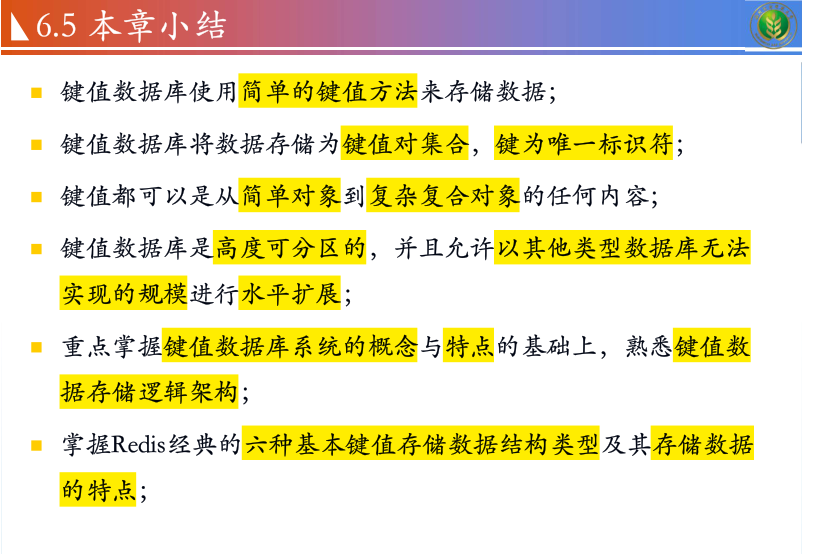 6.5 本章小结
键值数据库使用简单的键值方法来存储数据；
键值数据库将数据存储为键值对集合，键为唯一标识符；
键值都可以是从简单对象到复杂复合对象的任何内容；
键值数据库是高度可分区的，并且允许以其他类型数据库无法
实现的规模进行水平扩展；
重点掌握键值数据库系统的概念与特点的基础上，熟悉键值数
据存储逻辑架构；
掌握Redis经典的六种基本键值存储数据结构类型及其存储数据
的特点；